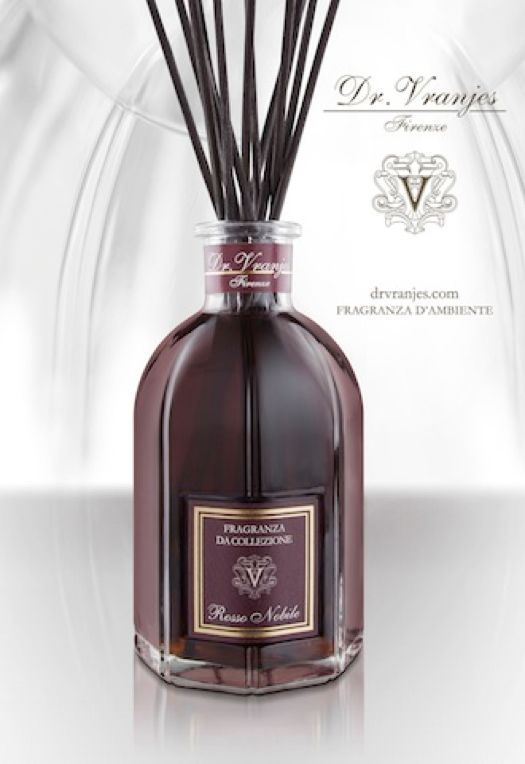 Dr. Vranjes
Firenze
V
drvranjes.com
FRAGRANZA D'AMBIENTE
Dr. Vranjes
Firenze
FRAGRANZA
DA COLLEZIONE
V
Rosso Nobile